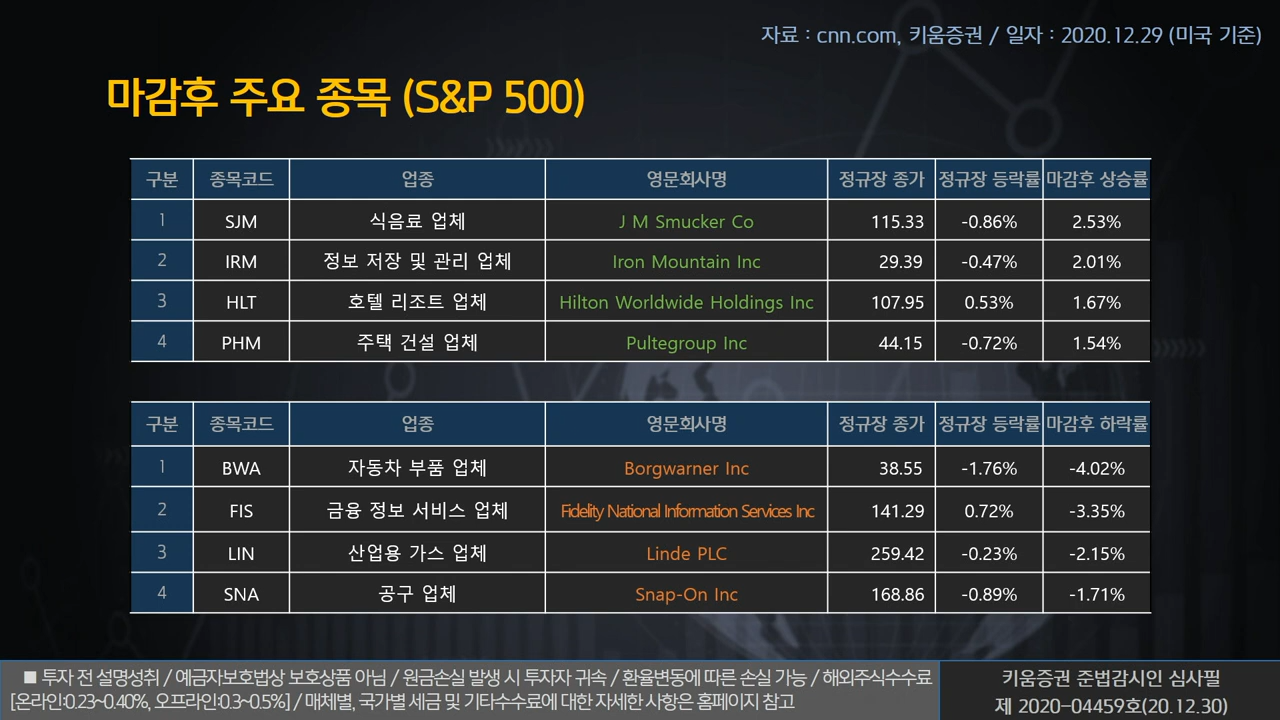 자료 : cnn.com, 키움증권 / 일자 : 2020.12.29 (미국 기준)
마감후 주요 종목 (S&P 500)
구분 종목코드 업종 영문회사명 정규장 종가 정규장 등락률 마감후 상승률
1 SJM 식음료 업체 J M Smucker Co 115.33 -0.86% 2.53%
2 IRM 정보 저장 및 관리 업체 Iron Mountain Inc 29.39 -0.47% 2.01%
3 HLT 호텔 리조트 업체 Hilton Worldwide Holdings Inc 107.95 0.53% 1.67%
4 PHM 주택 건설 업체 Pultegroup Inc 44.15 -0.72% 1.54%
구분 종목코드 업종 영문회사명 정규장 종가 정규장 등락률 마감후 하락률
1 BWA 자동차 부품 업체 Borgwarner Inc 38.55 -1.76% -4.02%
2 FIS 금융 정보 서비스 업체 Fidelity National Information Services Inc 141.29 0.72% -3.35%
3 LIN 산업용 가스 업체 Linde PLC 259.42 -0.23% -2.15%
4 SNA 공구 업체 Snap-On Inc 168.86 -0.89% -1.71%
■ 투자 전 설명성취 / 예금자보호법상 보호상품 아님 / 원금손실 발생 시 투자자 귀속 / 환율변동에 따른 손실 가능 / 해외주식수수료
[온라인:0.23~0.40%, 오프라인:0.3~0.5%] / 매체별, 국가별 세금 및 기타수수료에 대한 자세한 사항은 홈페이지 참고
키움증권 준법감시인 심사필
제 2020-04459호(20.12.30)